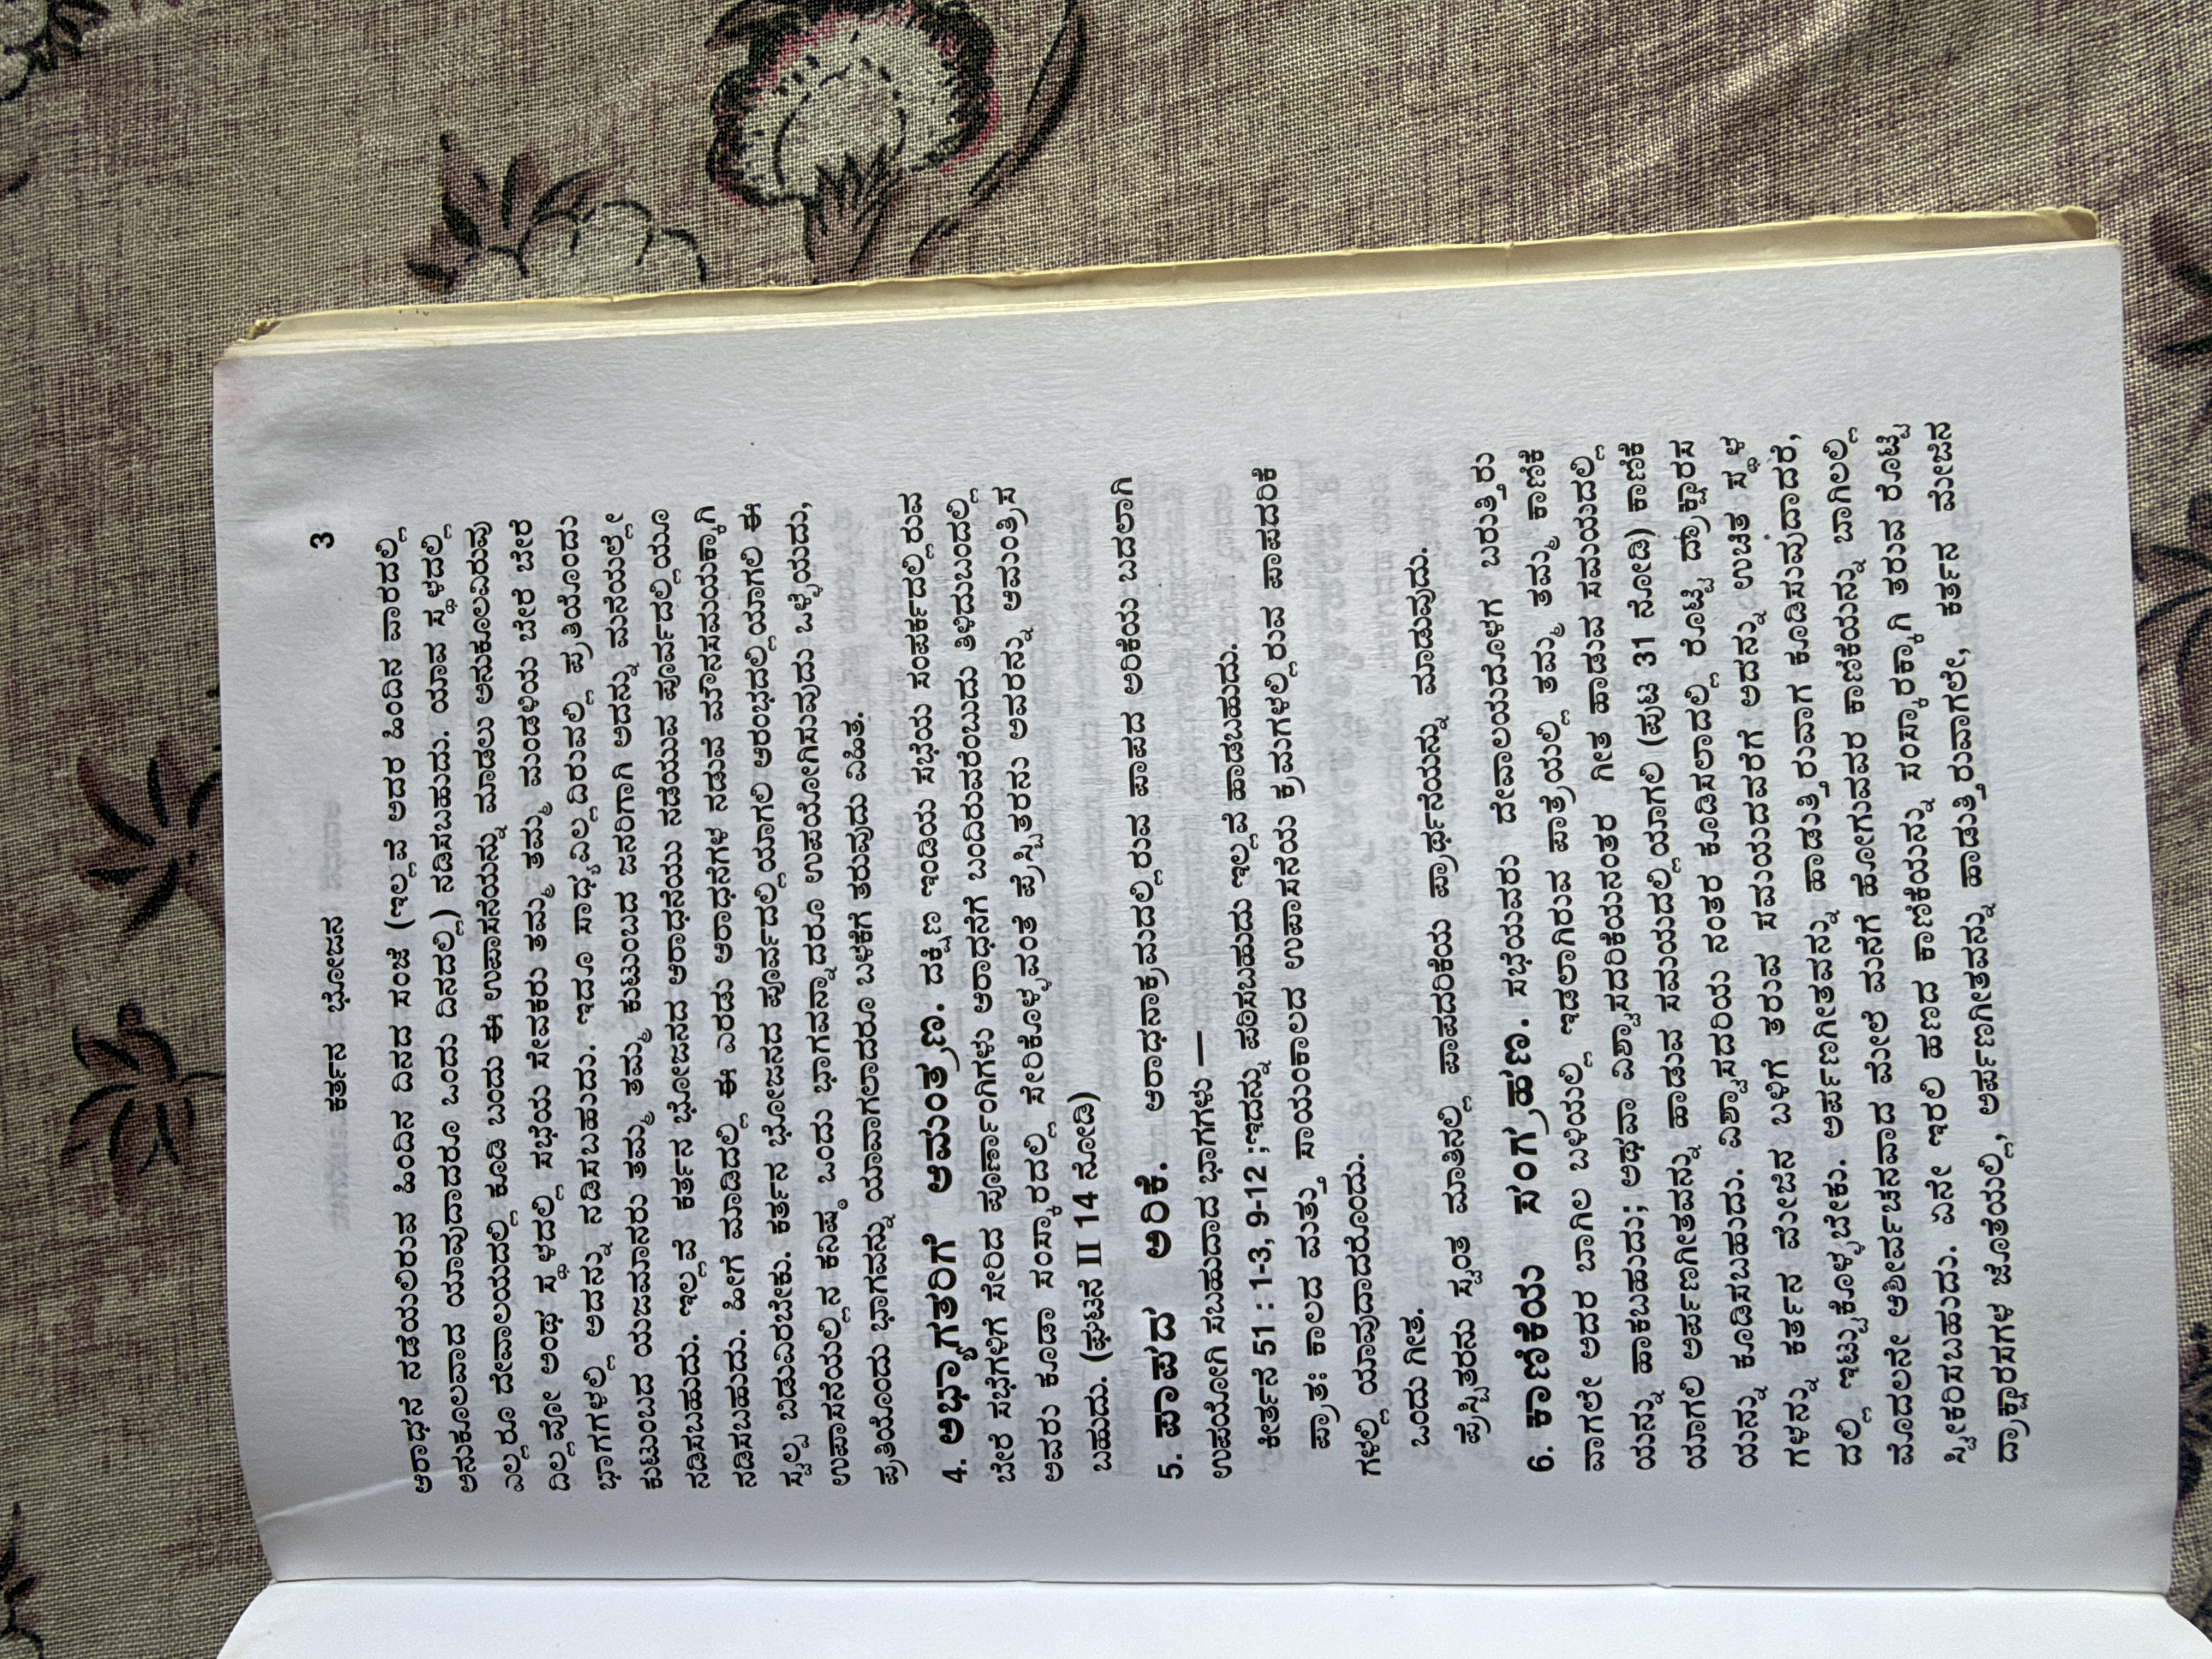 ಕರ್ತನ ಭೋಜನ 3
ಆರಾಧನೆ ನಡೆಯಲಿರುವ ಹಿಂದಿನ ದಿನದ ಸಂಜೆ (ಇಲ್ಲವೆ ಅದರ ಹಿಂದಿನ ವಾರದಲ್ಲಿ
ಅನುಕೂಲವಾದ ಯಾವುದಾದರೂ ಒಂದು ದಿನದಲ್ಲಿ) ನಡಿಸಬಹುದು. ಯಾವ ಸ್ಥಳದಲ್ಲಿ
ಎಲ್ಲರೂ ದೇವಾಲಯದಲ್ಲಿ ಕೂಡಿ ಬಂದು ಈ ಉಪಾಸನೆಯನ್ನು ಮಾಡಲು ಅನುಕೂಲವಿರುವು
ದಿಲ್ಲವೋ ಅಂಥ ಸ್ಥಳದಲ್ಲಿ ಸಭೆಯ ಸೇವಕರು ತಮ್ಮ ತಮ್ಮ ಮಂಡಳಿಯ ಬೇರೆ ಬೇರೆ
ಭಾಗಗಳಲ್ಲಿ ಅದನ್ನು ನಡಿಸಬಹುದು. ಇದೂ ಸಾಧ್ಯವಿಲ್ಲದಿರುವಲ್ಲಿ ಪ್ರತಿಯೊಂದು
ಕುಟುಂಬದ ಯಜಮಾನರು ತಮ್ಮ ತಮ್ಮ ಕುಟುಂಬದ ಜನರಿಗಾಗಿ ಅದನ್ನು ಮನೆಯಲ್ಲೇ
ನಡಿಸಬಹುದು. ಇಲ್ಲವೆ ಕರ್ತನ ಭೋಜನದ ಆರಾಧನೆಯು ನಡೆಯುವ ಪೂರ್ವದಲ್ಲಿಯೂ
ನಡಿಸಬಹುದು. ಹೀಗೆ ಮಾಡಿದಲ್ಲಿ ಈ ಎರಡು ಆರಾಧನೆಗಳ ನಡುವೆ ಮೌನಸಮಯಕ್ಕಾಗಿ
ಸ್ವಲ್ಪ ಬಿಡುವಿರಬೇಕು. ಕರ್ತನ ಭೋಜನದ ಪೂರ್ವದಲ್ಲಿಯಾಗಲಿ ಆರಂಭದಲ್ಲಿಯಾಗಲಿ ಈ
ಉಪಾಸನೆಯಲ್ಲಿನ ಕನಿಷ್ಠ ಒಂದು ಭಾಗವನ್ನಾದರೂ ಉಪಯೋಗಿಸುವುದು ಒಳ್ಳೆಯದು,
ಪ್ರತಿಯೊಂದು ಭಾಗವನ್ನು ಯಾವಾಗಲಾದರೂ ಬಳಕೆಗೆ ತರುವುದು ವಿಹಿತ.
4. ಅಭ್ಯಾಗತರಿಗೆ ಆಮಂತ್ರಣ. ದಕ್ಷಿಣ ಇಂಡಿಯ ಸಭೆಯ ಸಂಪರ್ಕದಲ್ಲಿರುವ
ಬೇರೆ ಸಭೆಗಳಿಗೆ ಸೇರಿದ ಪೂರ್ಣಾಂಗಿಗಳು ಆರಾಧನೆಗೆ ಬಂದಿರುವರೆಂಬುದು ತಿಳಿದುಬಂದಲ್ಲಿ
ಅವರು ಕೂಡಾ ಸಂಸ್ಕಾರದಲ್ಲಿ ಸೇರಿಕೊಳ್ಳವಂತೆ ಪ್ರೆಸ್ಬಿತರನು ಅವರನ್ನು ಆಮಂತ್ರಿಸ
ಬಹುದು. (ಘಟನೆ II 14 ನೋಡಿ)
5. ಪಾಪದ ಅರಿಕೆ. ಆರಾಧನಾಕ್ರಮದಲ್ಲಿರುವ ಪಾಪದ ಅರಿಕೆಯ ಬದಲಾಗಿ
ಉಪಯೋಗಿ ಸಬಹುದಾದ ಭಾಗಗಳು —
ಕೀರ್ತನೆ 51 : 1-3, 9-12 ;ಇದನ್ನು ಪಠಿಸಬಹುದು ಇಲ್ಲವೆ ಹಾಡಬಹುದು.
ಪ್ರಾತಃ ಕಾಲದ ಮತ್ತು ಸಾಯಂಕಾಲದ ಉಪಾಸನೆಯ ಕ್ರಮಗಳಲ್ಲಿರುವ ಪಾಪದರಿಕೆ
ಗಳಲ್ಲಿ ಯಾವುದಾದರೊಂದು.
ಒಂದು ಗೀತ.
ಪ್ರೆಸ್ಬಿತರನು ಸ್ವಂತ ಮಾತಿನಲ್ಲಿ ಪಾಪದರಿಕೆಯ ಪ್ರಾರ್ಥನೆಯನ್ನು ಮಾಡುವುದು.
6. ಕಾಣಿಕೆಯ ಸಂಗ್ರಹಣ. ಸಭೆಯವರು ದೇವಾಲಯದೊಳಗ ಬರುತ್ತಿರು
ವಾಗಲೇ ಅದರ ಬಾಗಿಲ ಬಳಿಯಲ್ಲಿ ಇಡಲಾಗಿರುವ ಪಾತ್ರೆಯಲ್ಲಿ ತಮ್ಮ ತಮ್ಮ ಕಾಣಿಕೆ
ಯನ್ನು ಹಾಕಬಹುದು; ಅಥವಾ ವಿಶ್ವಾಸದರಿಕೆಯನಂತರ ಗೀತ ಹಾಡುವ ಸಮಯದಲ್ಲಿ
ಯಾಗಲಿ ಅರ್ಪಣಗೀತವನ್ನು ಹಾಡುವ ಸಮಯದಲ್ಲಿಯಾಗಲಿ (ಪುಟ 31 ನೋಡಿ) ಕಾಣಿಕೆ
ಯನ್ನು ಕೂಡಿಸಬಹುದು. ವಿಶ್ವಾಸದರಿಯ ನಂತರ ಕೂಡಿಸಲಾದಲ್ಲಿ ರೊಟ್ಟಿ ದ್ರಾಕ್ಷಾರಸ
ಗಳನ್ನು ಕರ್ತನ ಮೇಜಿನ ಬಳಿಗೆ ತರುವ ಸಮಯದವರೆಗೆ ಅದನ್ನು ಉಚಿತ ಸ್ಥಳ
ದಲ್ಲಿ ಇಟ್ಟುಕೊಳ್ಳಬೇಕು. ಅರ್ಪಣಗೀತವನ್ನು ಹಾಡುತ್ತಿರುವಾಗ ಕೂಡಿಸುವುದಾದರೆ,
ಮೊದಲನೇ ಆಶೀರ್ವಚನವಾದ ಮೇಲೆ ಮನೆಗೆ ಹೋಗುವವರ ಕಾಣಿಕೆಯನ್ನು ಬಾಗಿಲಲ್ಲಿ
ಸ್ವೀಕರಿಸಬಹುದು. ಏನೇ ಇರಲಿ ಹಣದ ಕಾಣಿಕೆಯನ್ನು ಸಂಸ್ಕಾರಕ್ಕಾಗಿ ತರುವ ರೊಟ್ಟಿ
ದ್ರಾಕ್ಷಾರಸಗಳ ಜೊತೆಯಲ್ಲಿ, ಅರ್ಪಣಗೀತವನ್ನು ಹಾಡುತ್ತಿರುವಾಗಲೇ, ಕರ್ತನ ಮೇಜಿನ